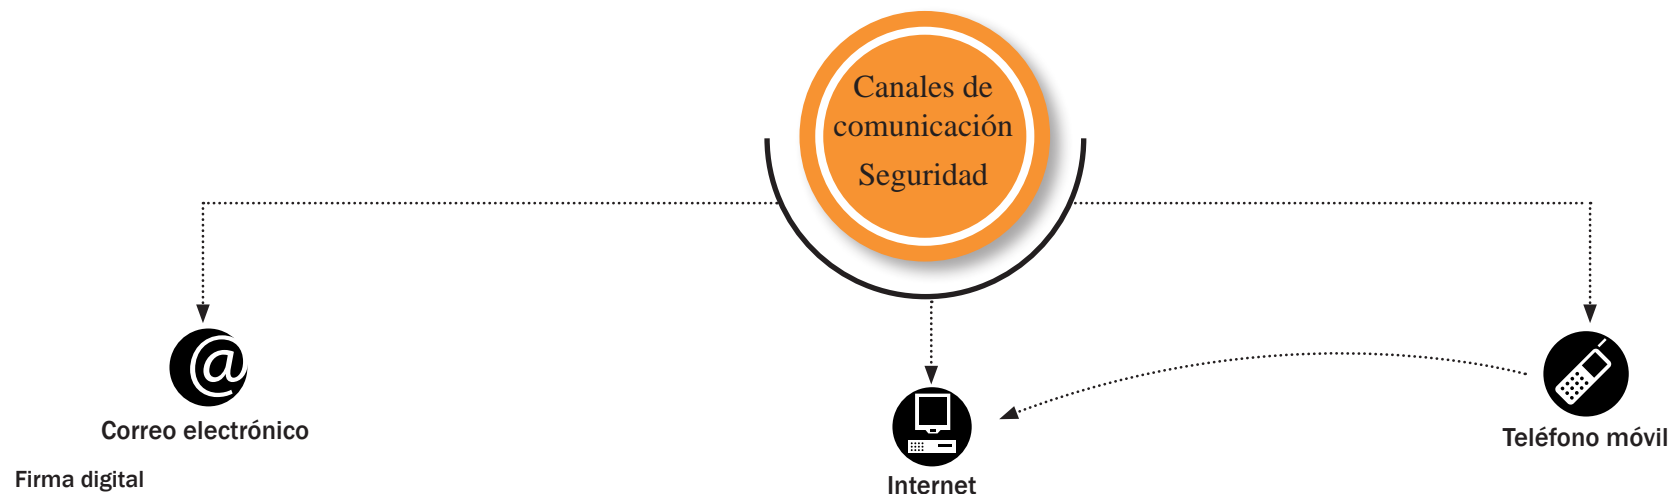 Canales de
comunicación
Seguridad
@
Correo electrónico
Firma digital
Internet
Teléfono móvil